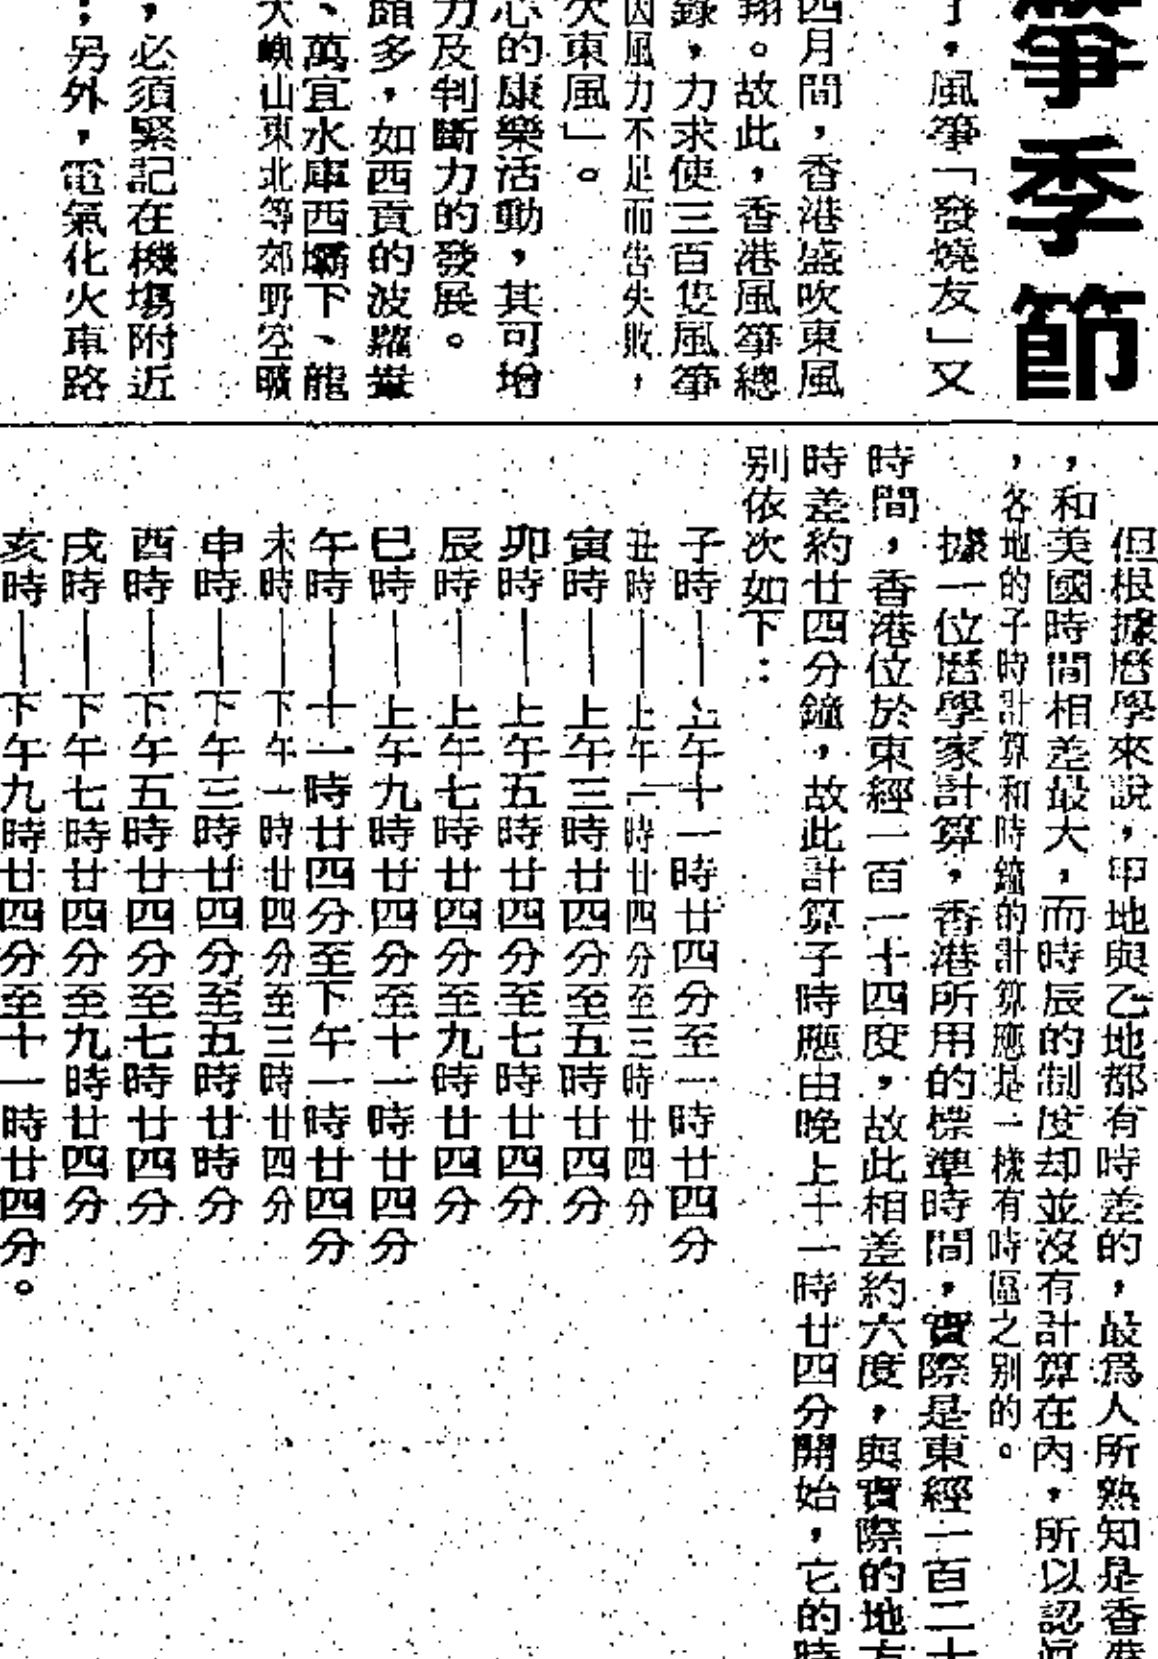 風箏季節
了，風箏「發燒友」又
四月間，香港盛吹東風
翔。故此，香港風箏總
錄，力求使三百隻風箏
因風力不足而告失敗，
欠東風」。
心的康樂活動，其可增
力及判斷力的發展。
頗多，如西貢的波羅輋
、萬宜水庫西壩下、龍
大嶼山東北等郊野空曠
，必須緊記在機場附近
；另外，電氣化火車路
但根據曆學來說，甲地與乙地都有時差的，最爲人所熟知是香港
，和美國時間相差最大，而時辰的制度却並沒有計算在內，所以認眞
，各地的子時計算和時鐘的計算應是一樣有時區之別的。
據一位曆學家計算，香港所用的標準時間，實際是東經一百二十
時間，香港位於東經一百一十四度，故此相差約六度，與實際的地方
時差約廿四分鐘，故此計算子時應由晚上十一時廿四分開始，它的時
別依次如下：
子時——上午十一時廿四分至一時廿四分
丑時——上午一時廿四分至三時廿四分
寅時——上午三時廿四分至五時廿四分
卯時——上午五時廿四分至七時廿四分
辰時——上午七時廿四分至九時廿四分
巳時——上午九時廿四分至十一時廿四分
午時——十一時廿四分至下午一時廿四分
未時——下午一時廿四分至三時廿四分
申時——下午三時廿四分至五時廿時分
酉時——下午五時廿四分至七時廿四分
戌時——下午七時廿四分至九時廿四分
亥時——下午九時廿四分至十一時廿四分。